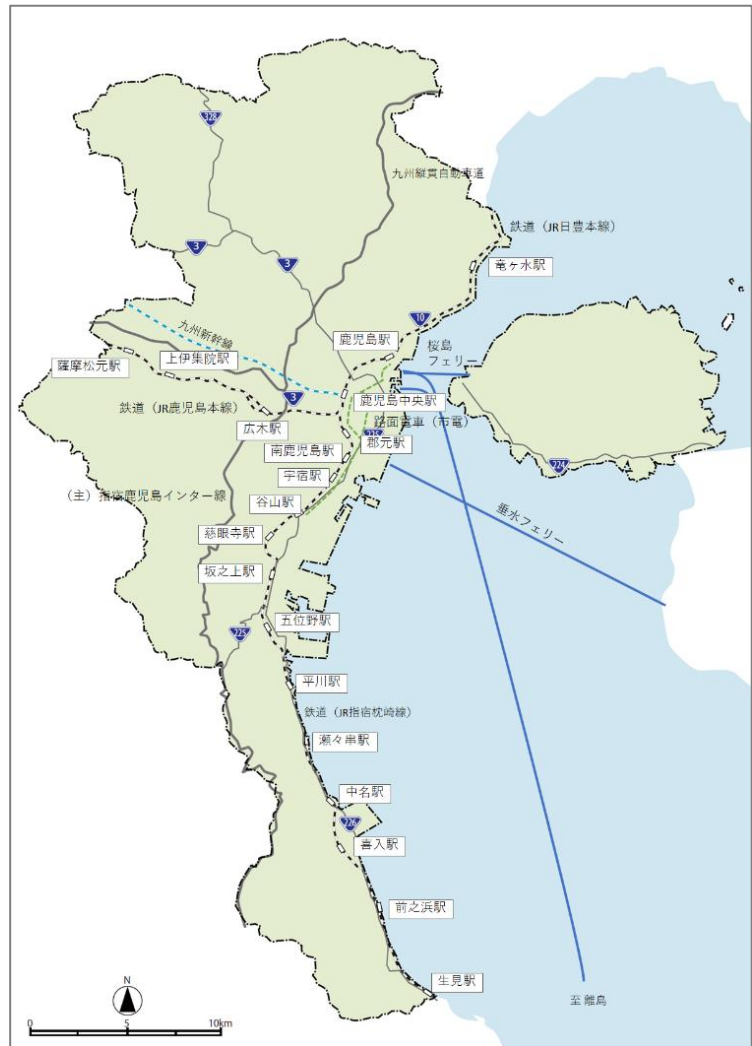 328
九州縦貫自動車道
鉄道（JR日豊本線）
3
3
竜ヶ水駅
10
九州新幹線
鹿児島駅
桜島
フェリー
上伊集院駅
薩摩松元駅
3
鹿児島中央駅
鉄道（JR鹿児島本線）
路面電車（市電）
広木駅
郡元駅
南鹿児島駅
宇宿駅
224
（主）指宿鹿児島インター線
谷山駅
垂水フェリー
慈眼寺駅
坂之上駅
五位野駅
225
平川駅
鉄道（JR指宿枕崎線）
瀬々串駅
中名駅
226
喜入駅
前之浜駅
生見駅
N
至 離島
0 5 10km